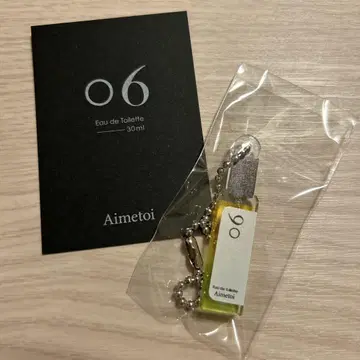 06
Eau de Toilette
30ml
Aimetoi
06
Eau de Toilette
Aimetoi